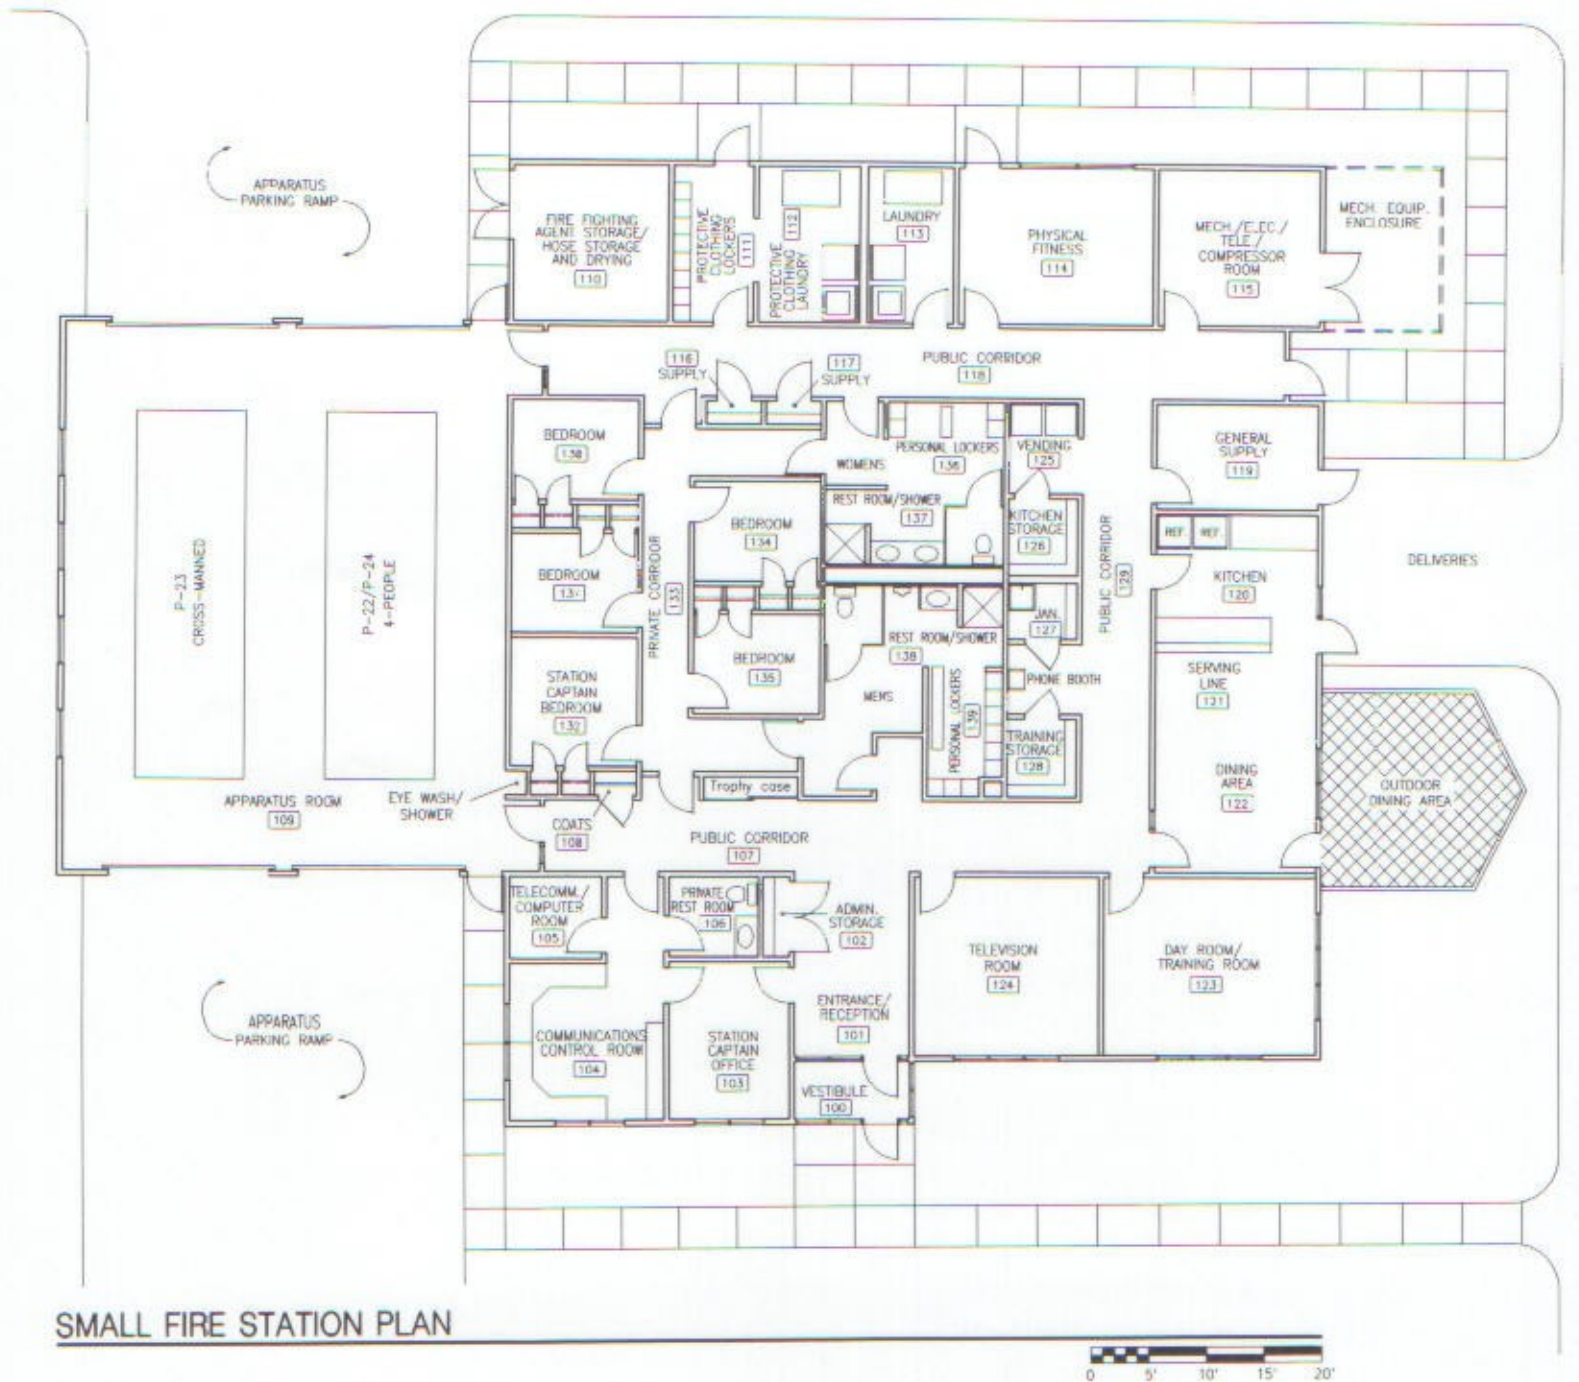 APPARATUS
PARKING RAMP
FIRE FIGHTING
AGENT STORAGE/
HOSE STORAGE
AND DRYING
110
PROTECTIVE
CLOTHING
LOCKERS
111
112
PROTECTIVE
CLOTHING
LAUNDRY
LAUNDRY
113
PHYSICAL
FITNESS
114
MECH./ELEC./
TELE./
COMPRESSOR
ROOM
115
MECH. EQUIP.
ENCLOSURE
116
SUPPLY
117
SUPPLY
PUBLIC CORRIDOR
118
BEDROOM
130
WOMENS
PERSONAL LOCKERS
136
VENDING
125
GENERAL
SUPPLY
119
REST ROOM/SHOWER
137
KITCHEN
STORAGE
126
BEDROOM
134
REF.
REF.
KITCHEN
120
DELIVERIES
P-23
CROSS-MANNED
P-22/P-24
4-PEOPLE
BEDROOM
131
PRIVATE CORRIDOR
133
PUBLIC CORRIDOR
129
JAN.
127
REST ROOM/SHOWER
138
BEDROOM
135
MENS
PERSONAL LOCKERS
139
PHONE BOOTH
STATION
CAPTAIN
BEDROOM
132
SERVING
LINE
121
TRAINING
STORAGE
128
DINING
AREA
122
OUTDOOR
DINING AREA
Trophy case
APPARATUS ROOM
109
EYE WASH/
SHOWER
COATS
108
PUBLIC CORRIDOR
107
TELECOMM./
COMPUTER
ROOM
105
PRIVATE
REST ROOM
106
ADMIN.
STORAGE
102
TELEVISION
ROOM
124
DAY ROOM/
TRAINING ROOM
123
APPARATUS
PARKING RAMP
COMMUNICATIONS
CONTROL ROOM
104
STATION
CAPTAIN
OFFICE
103
ENTRANCE/
RECEPTION
101
VESTIBULE
100
SMALL FIRE STATION PLAN
0 5' 10' 15' 20'